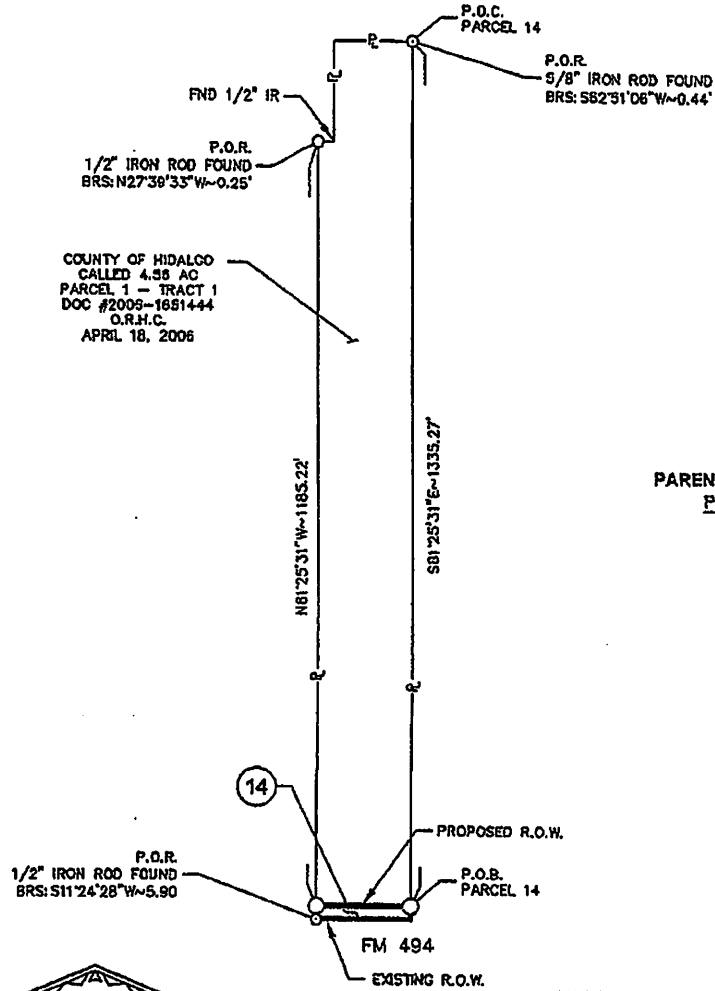 P.O.C.
PARCEL 14
P.O.R.
5/8" IRON ROD FOUND
BRS: S62°51'06"W~0.44'
FND 1/2" IR
P.O.R.
1/2" IRON ROD FOUND
BRS: N27°39'33"W~0.25'
COUNTY OF HIDALGO
CALLED 4.58 AC
PARCEL 1 – TRACT 1
DOC #2006-1651444
O.R.H.C.
APRIL 18, 2006
N81°25'31"W~1185.22'
S81°25'31"E~1335.27'
PAREN
14
PROPOSED R.O.W.
P.O.R.
1/2" IRON ROD FOUND
BRS: S11°24'28"W~5.90
P.O.B.
PARCEL 14
FM 494
EXISTING R.O.W.